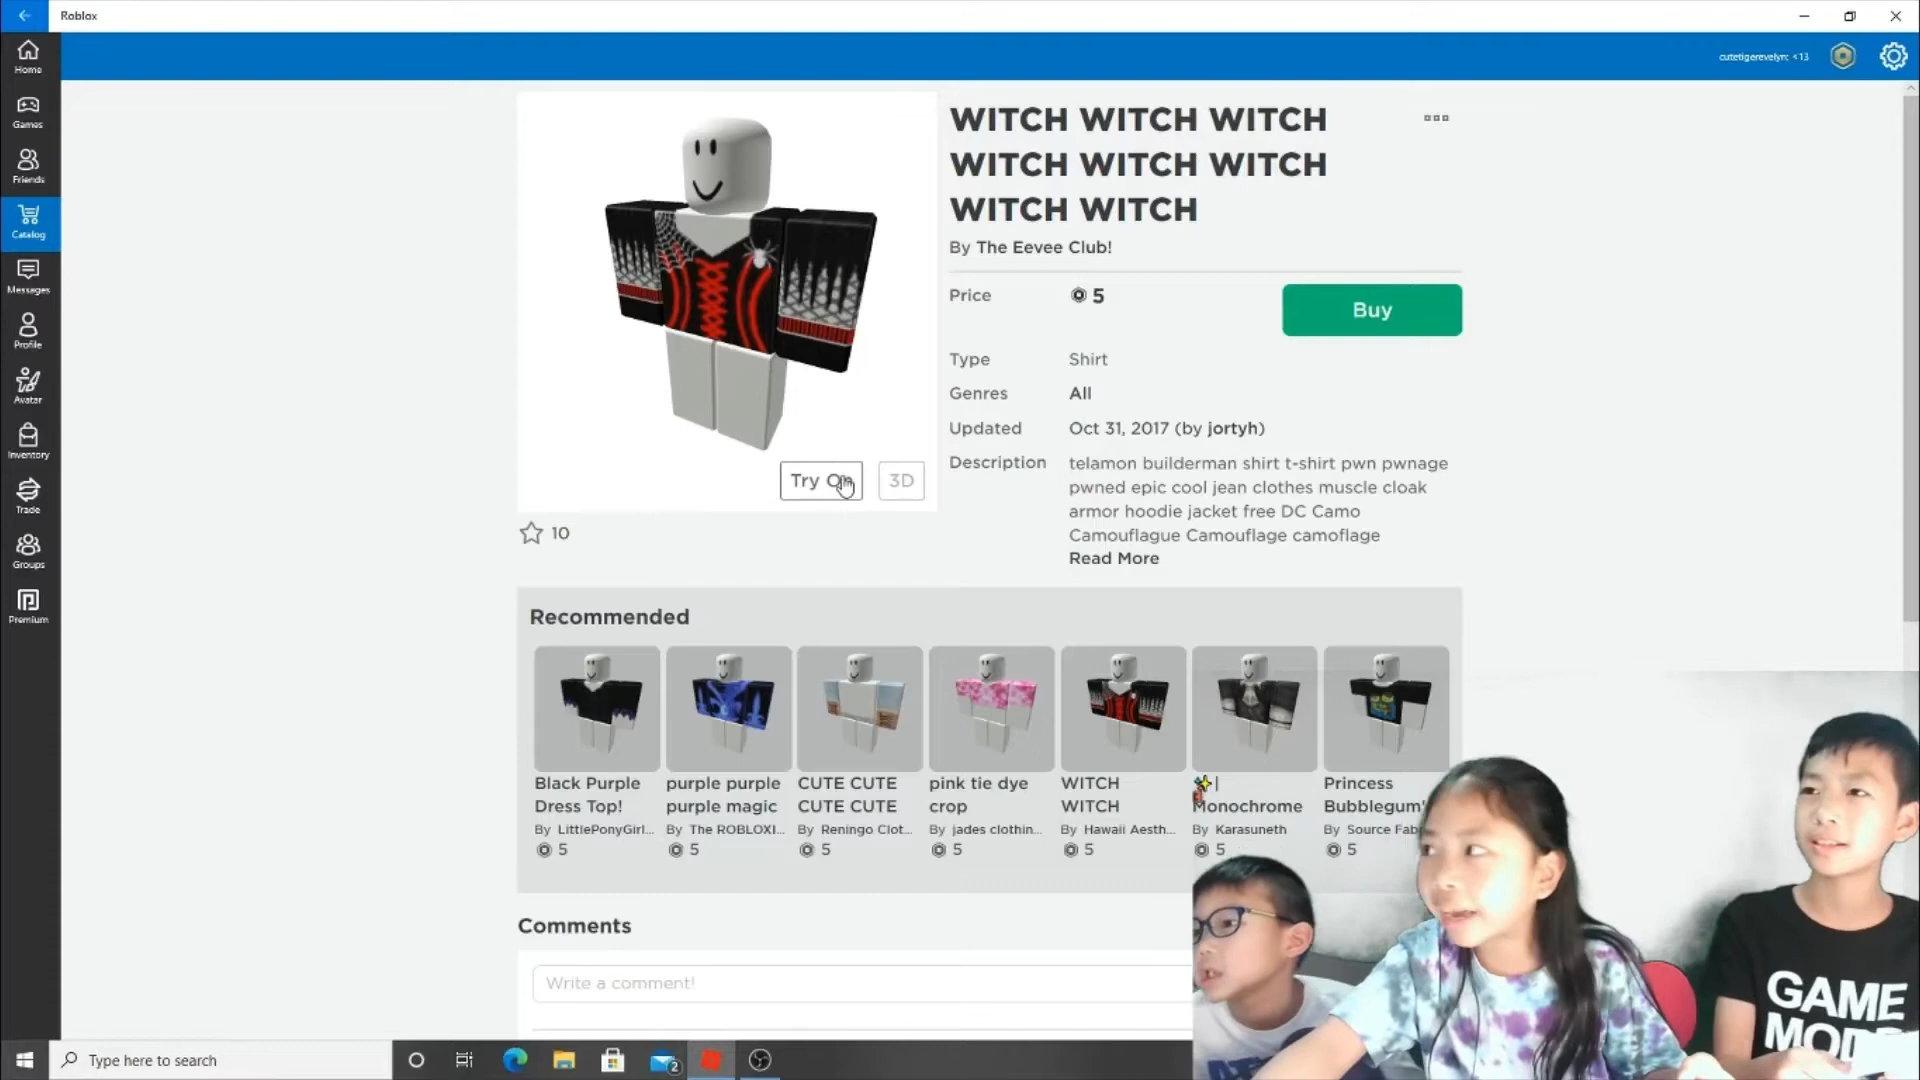 Roblox
cutetigerevelyn: <13
Home
Games
Friends
Catalog
Messages
Profile
Avatar
Inventory
Trade
Groups
Premium
WITCH WITCH WITCH
WITCH WITCH WITCH
WITCH WITCH
By The Eevee Club!
Price 5
Buy
Type Shirt
Genres All
Updated Oct 31, 2017 (by jortyh)
Description telamon builderman shirt t-shirt pwn pwnage
pwned epic cool jean clothes muscle cloak
armor hoodie jacket free DC Camo
Camouflague Camouflage camoflage
Read More
Try On
3D
10
Recommended
Black Purple
Dress Top!
By LittlePonyGirl...
5
purple purple
purple magic
By The ROBLOXI...
5
CUTE CUTE
CUTE CUTE
By Reningo Clot...
5
pink tie dye
crop
By jades clothin...
5
WITCH
WITCH
By Hawaii Aesth...
5
|
Monochrome
By Karasuneth
5
Princess
Bubblegum
By Source Fab
5
Comments
Write a comment!
GAME
MOD
Type here to search
2